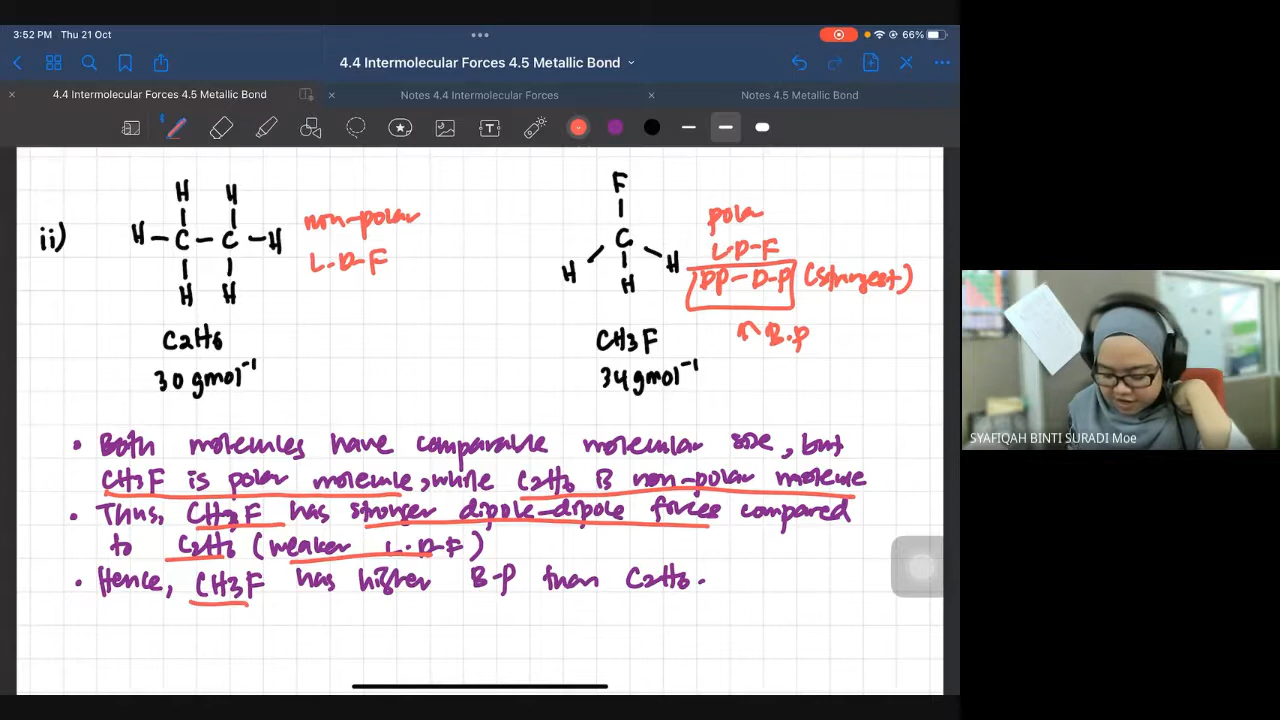 3:52 PM Thu 21 Oct
66%
4.4 Intermolecular Forces 4.5 Metallic Bond
4.4 Intermolecular Forces 4.5 Metallic Bond
Notes 4.4 Intermolecular Forces
Notes 4.5 Metallic Bond
ii)
H H
H-C-C-H
H H
C2H6
30 gmol-1
non-polar
L.D.F
F
C
H H
H
CH3F
34 gmol-1
polar
L-D-F
DP-D-P (strongest)
↑ B.P
• Both molecules have comparable molecular size, but
CH3F is polar molecule, while C2H6 is non-polar molecule
• Thus, CH3F has stronger dipole-dipole forces compared
to C2H6 (weaker L.D.F)
• Hence, CH3F has higher B-P than C2H6.
SYAFIQAH BINTI SURADI Moe